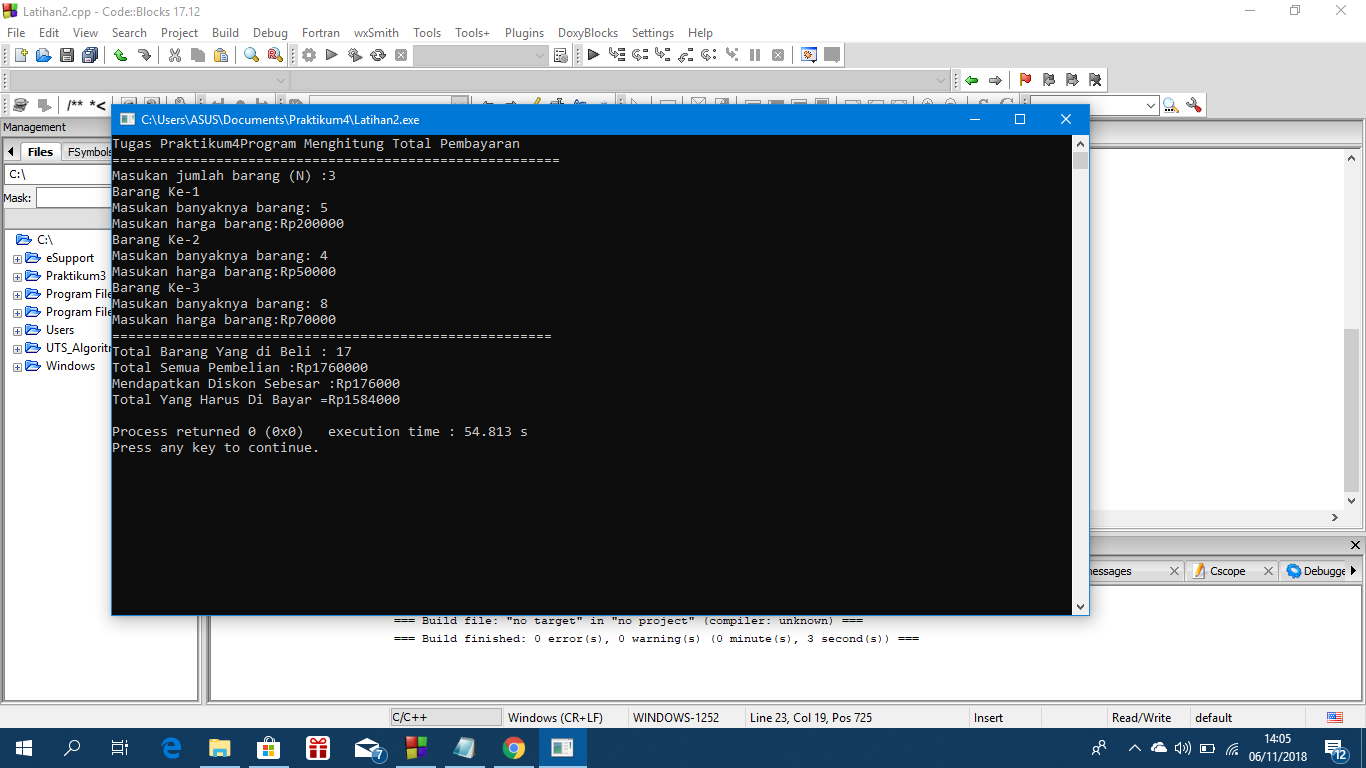 Latihan2.cpp - Code::Blocks 17.12
File Edit View Search Project Build Debug Fortran wxSmith Tools Tools+ Plugins DoxyBlocks Settings Help
/** *<
Management
Files FSymbols
C:\
Mask:
C:\
eSupport
Praktikum3
Program File
Program File
Users
UTS_Algoritm
Windows
C:\Users\ASUS\Documents\Praktikum4\Latihan2.exe
Tugas Praktikum4Program Menghitung Total Pembayaran
========================================================
Masukan jumlah barang (N) :3
Barang Ke-1
Masukan banyaknya barang: 5
Masukan harga barang:Rp200000
Barang Ke-2
Masukan banyaknya barang: 4
Masukan harga barang:Rp50000
Barang Ke-3
Masukan banyaknya barang: 8
Masukan harga barang:Rp70000
=======================================================
Total Barang Yang di Beli : 17
Total Semua Pembelian :Rp1760000
Mendapatkan Diskon Sebesar :Rp176000
Total Yang Harus Di Bayar =Rp1584000
Process returned 0 (0x0)   execution time : 54.813 s
Press any key to continue.
essages Cscope Debugge
=== Build file: "no target" in "no project" (compiler: unknown) ===
=== Build finished: 0 error(s), 0 warning(s) (0 minute(s), 3 second(s)) ===
C/C++ Windows (CR+LF) WINDOWS-1252 Line 23, Col 19, Pos 725 Insert Read/Write default
7
14:05
06/11/2018
12